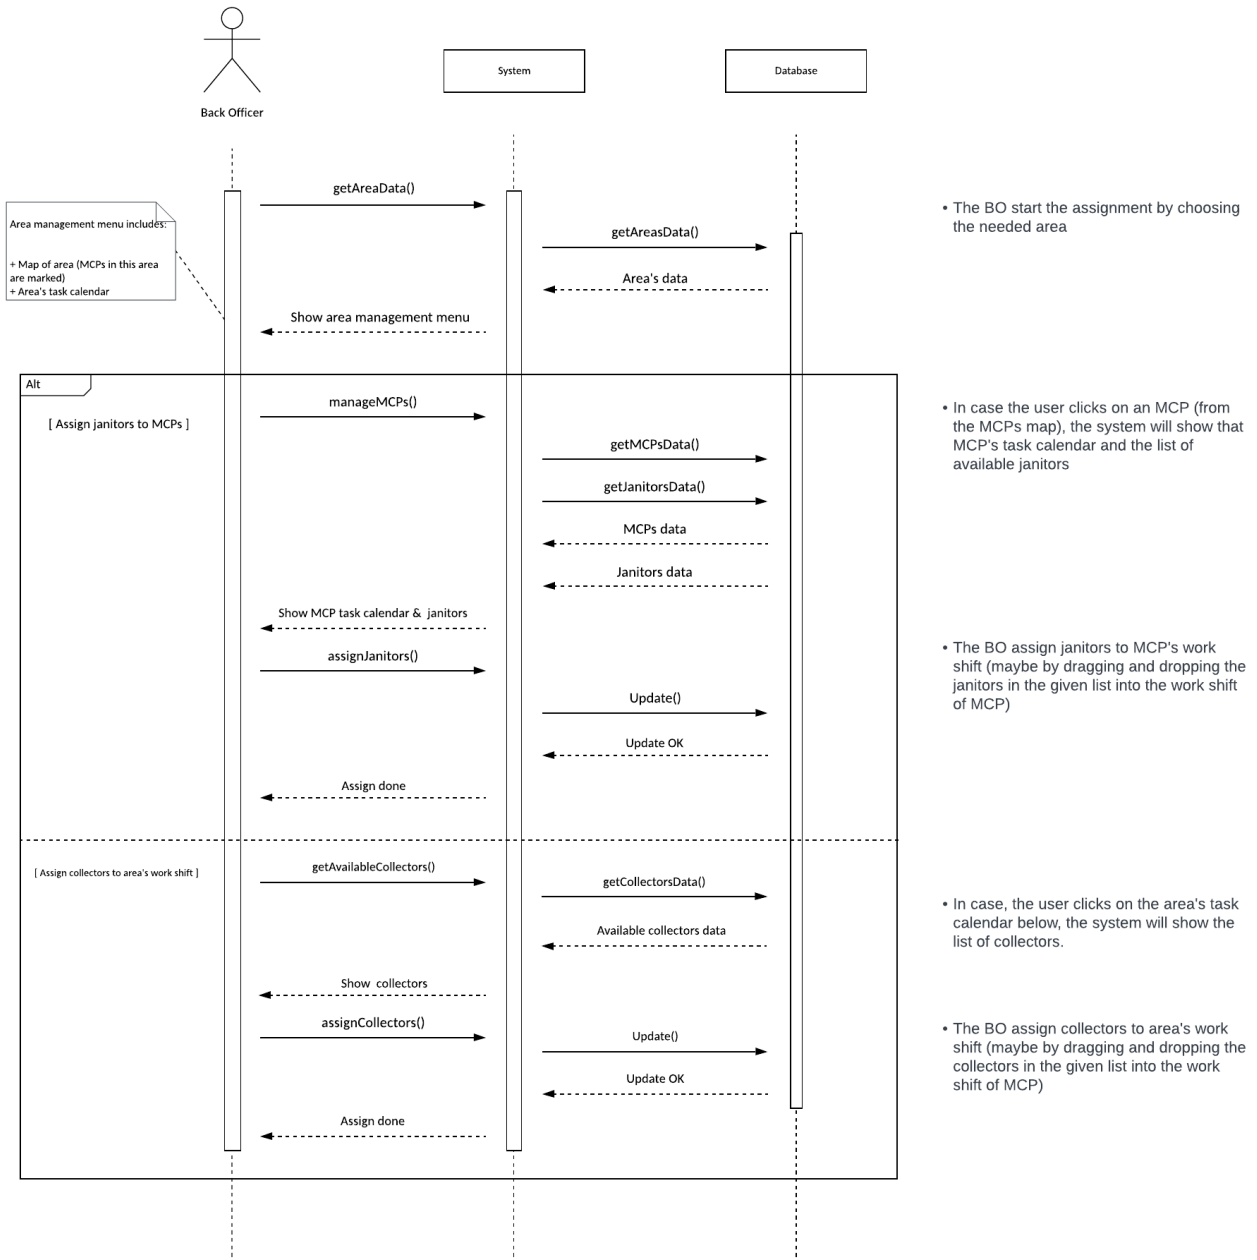 Back Officer
System
Database
getAreaData()
Area management menu includes:
+ Map of area (MCPs in this area
are marked)
+ Area's task calendar
getAreasData()
Area's data
Show area management menu
• The BO start the assignment by choosing
the needed area
Alt
[ Assign janitors to MCPs ]
manageMCPs()
getMCPsData()
getJanitorsData()
MCPs data
Janitors data
Show MCP task calendar & janitors
assignJanitors()
Update()
Update OK
Assign done
• In case the user clicks on an MCP (from
the MCPs map), the system will show that
MCP's task calendar and the list of
available janitors
• The BO assign janitors to MCP's work
shift (maybe by dragging and dropping the
janitors in the given list into the work shift
of MCP)
[ Assign collectors to area's work shift ]
getAvailableCollectors()
getCollectorsData()
Available collectors data
Show collectors
assignCollectors()
Update()
Update OK
Assign done
• In case, the user clicks on the area's task
calendar below, the system will show the
list of collectors.
• The BO assign collectors to area's work
shift (maybe by dragging and dropping the
collectors in the given list into the work
shift of MCP)